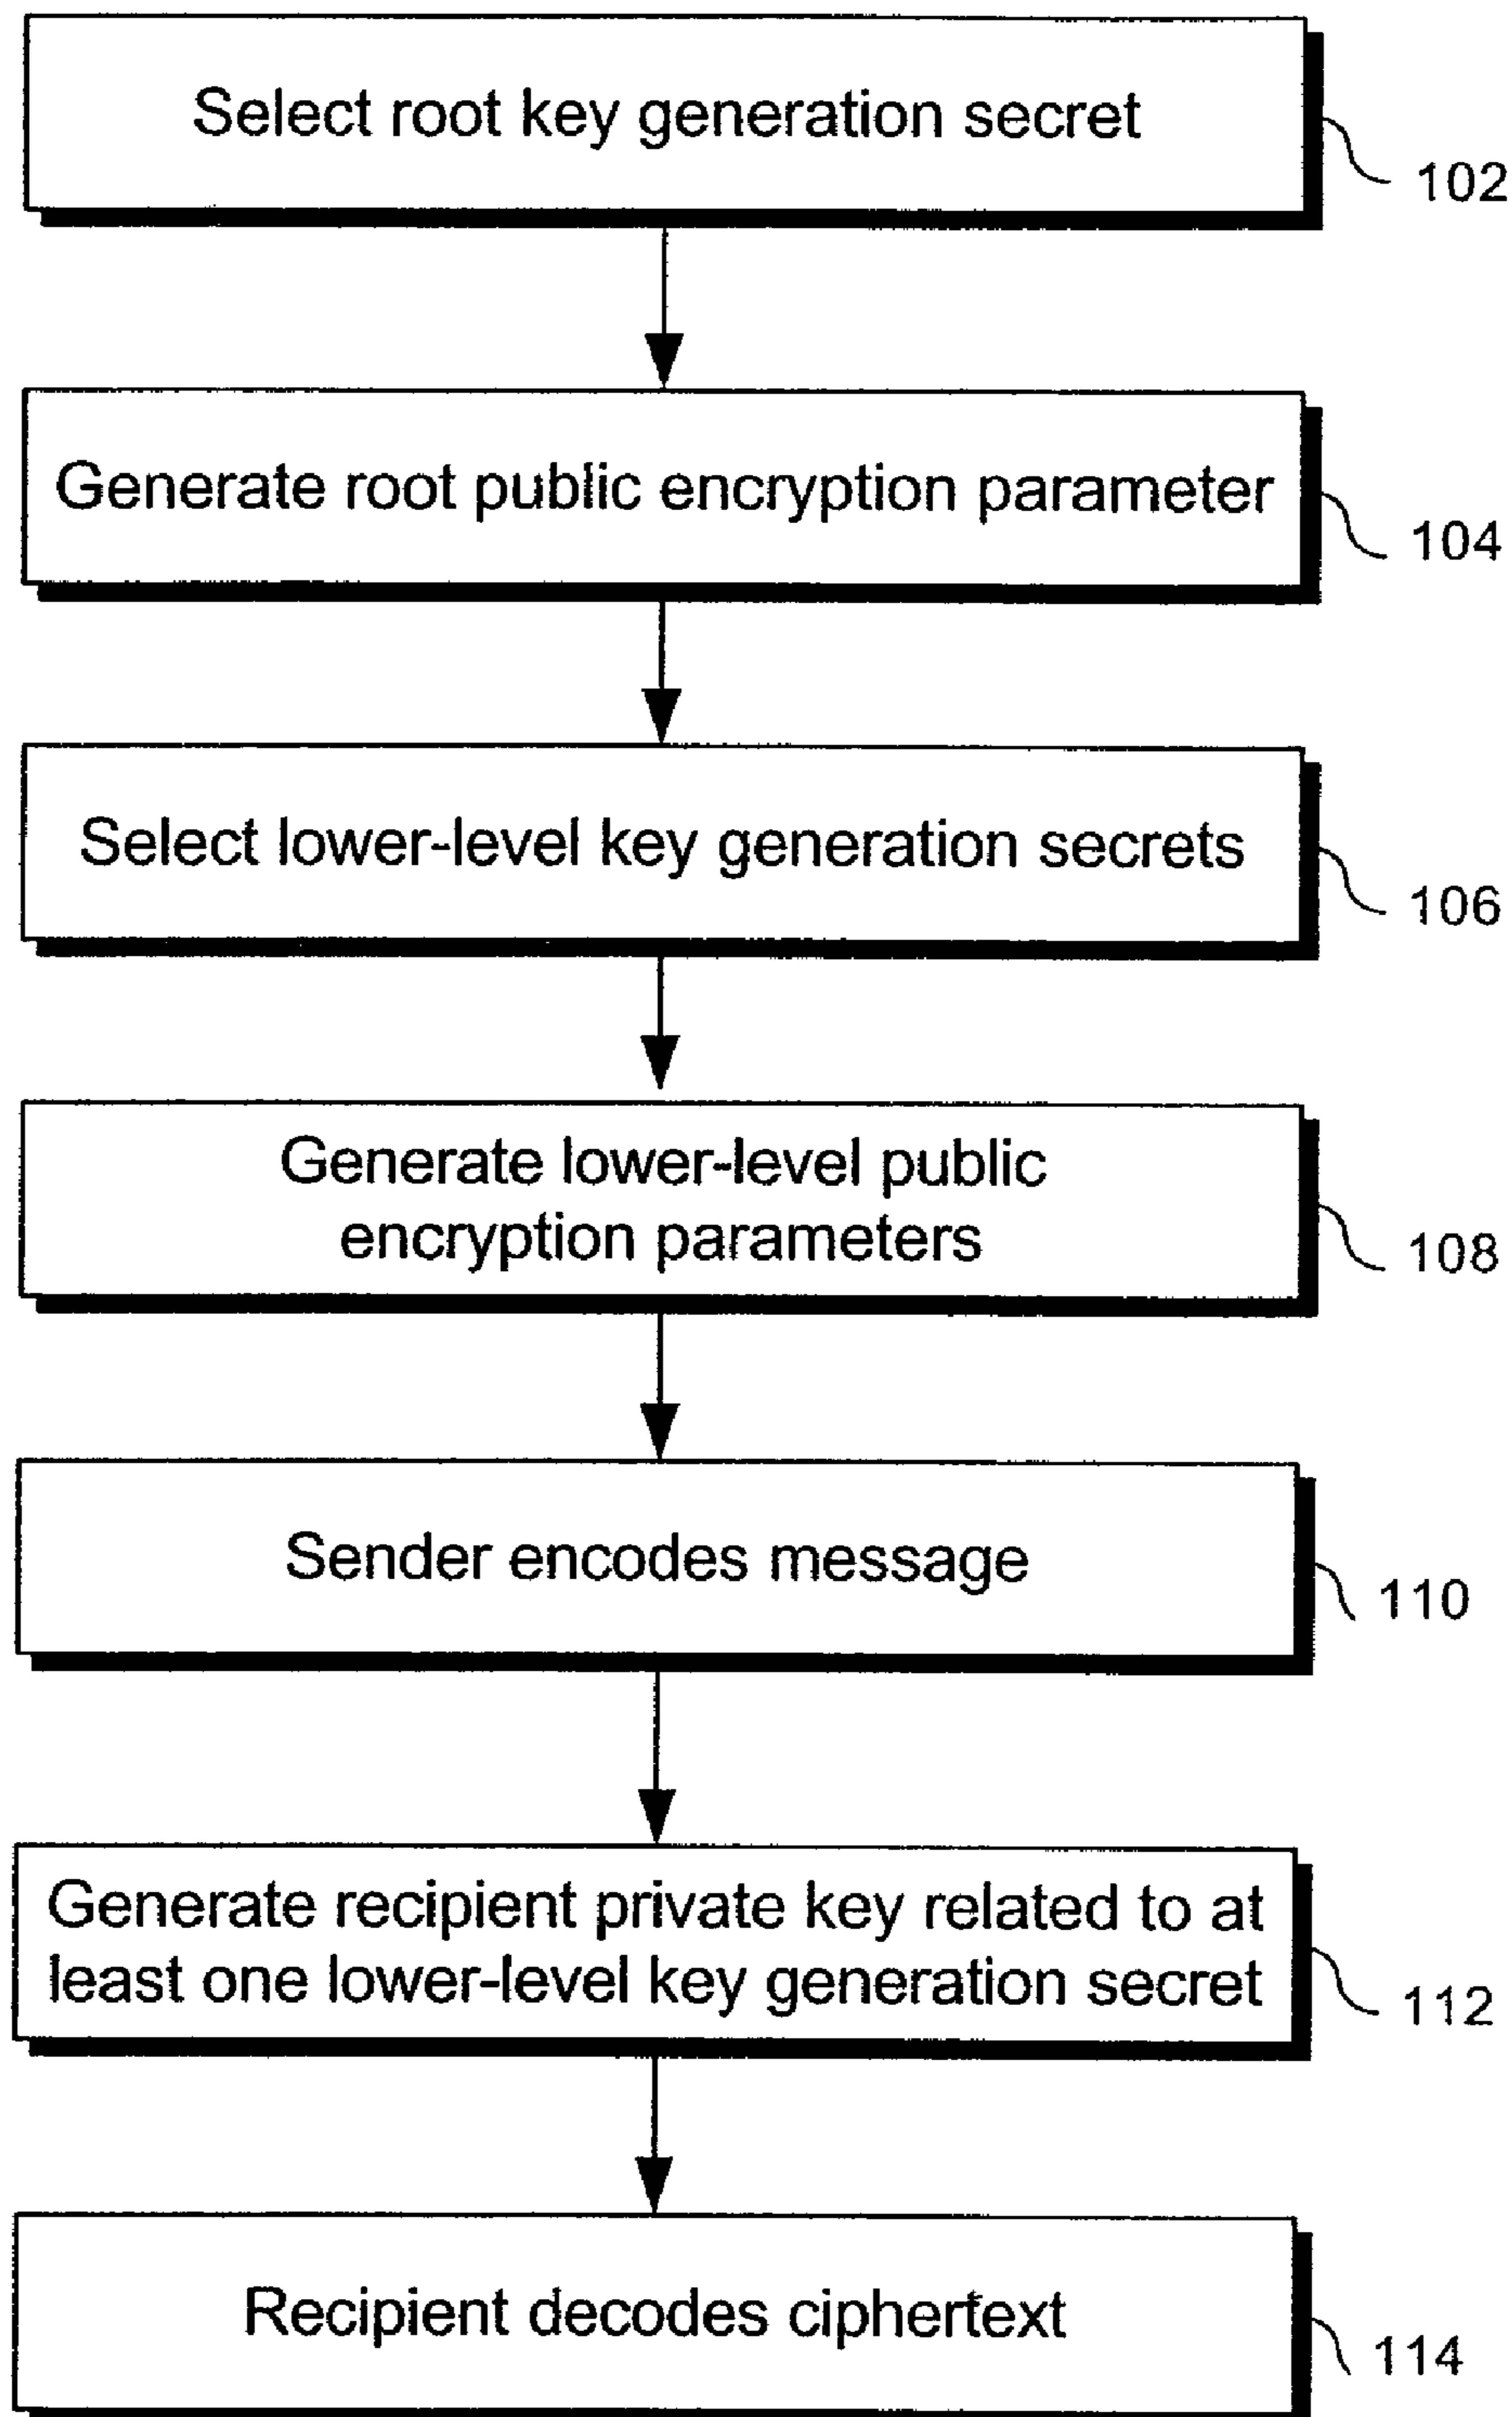 Select root key generation secret
102
Generate root public encryption parameter
104
Select lower-level key generation secrets
106
Generate lower-level public
encryption parameters
108
Sender encodes message
110
Generate recipient private key related to at
least one lower-level key generation secret
112
Recipient decodes ciphertext
114